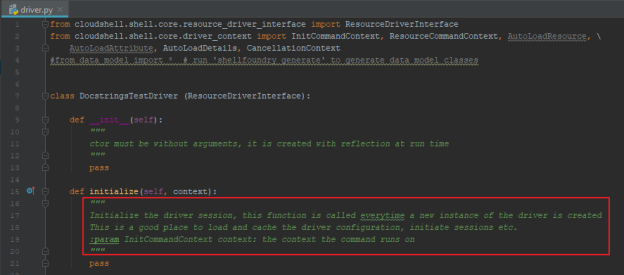 driver.py
1 from cloudshell.shell.core.resource_driver_interface import ResourceDriverInterface
2 from cloudshell.shell.core.driver_context import InitCommandContext, ResourceCommandContext, AutoLoadResource, \
3 AutoLoadAttribute, AutoLoadDetails, CancellationContext
4 #from data_model import * # run 'shellfoundry generate' to generate data model classes
5
6
7 class DocstringsTestDriver (ResourceDriverInterface):
8
9 def __init__(self):
10 """
11 ctor must be without arguments, it is created with reflection at run time
12 """
13 pass
14
15 def initialize(self, context):
16 """
17 Initialize the driver session, this function is called everytime a new instance of the driver is created
18 This is a good place to load and cache the driver configuration, initiate sessions etc.
19 :param InitCommandContext context: the context the command runs on
20 """
21 pass